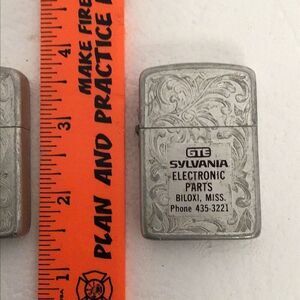 MAKE FIRE
PLAN AND PRACTICE
4
3
2
1
GTE
SYLVANIA
ELECTRONIC
PARTS
BILOXI, MISS.
Phone 435-3221